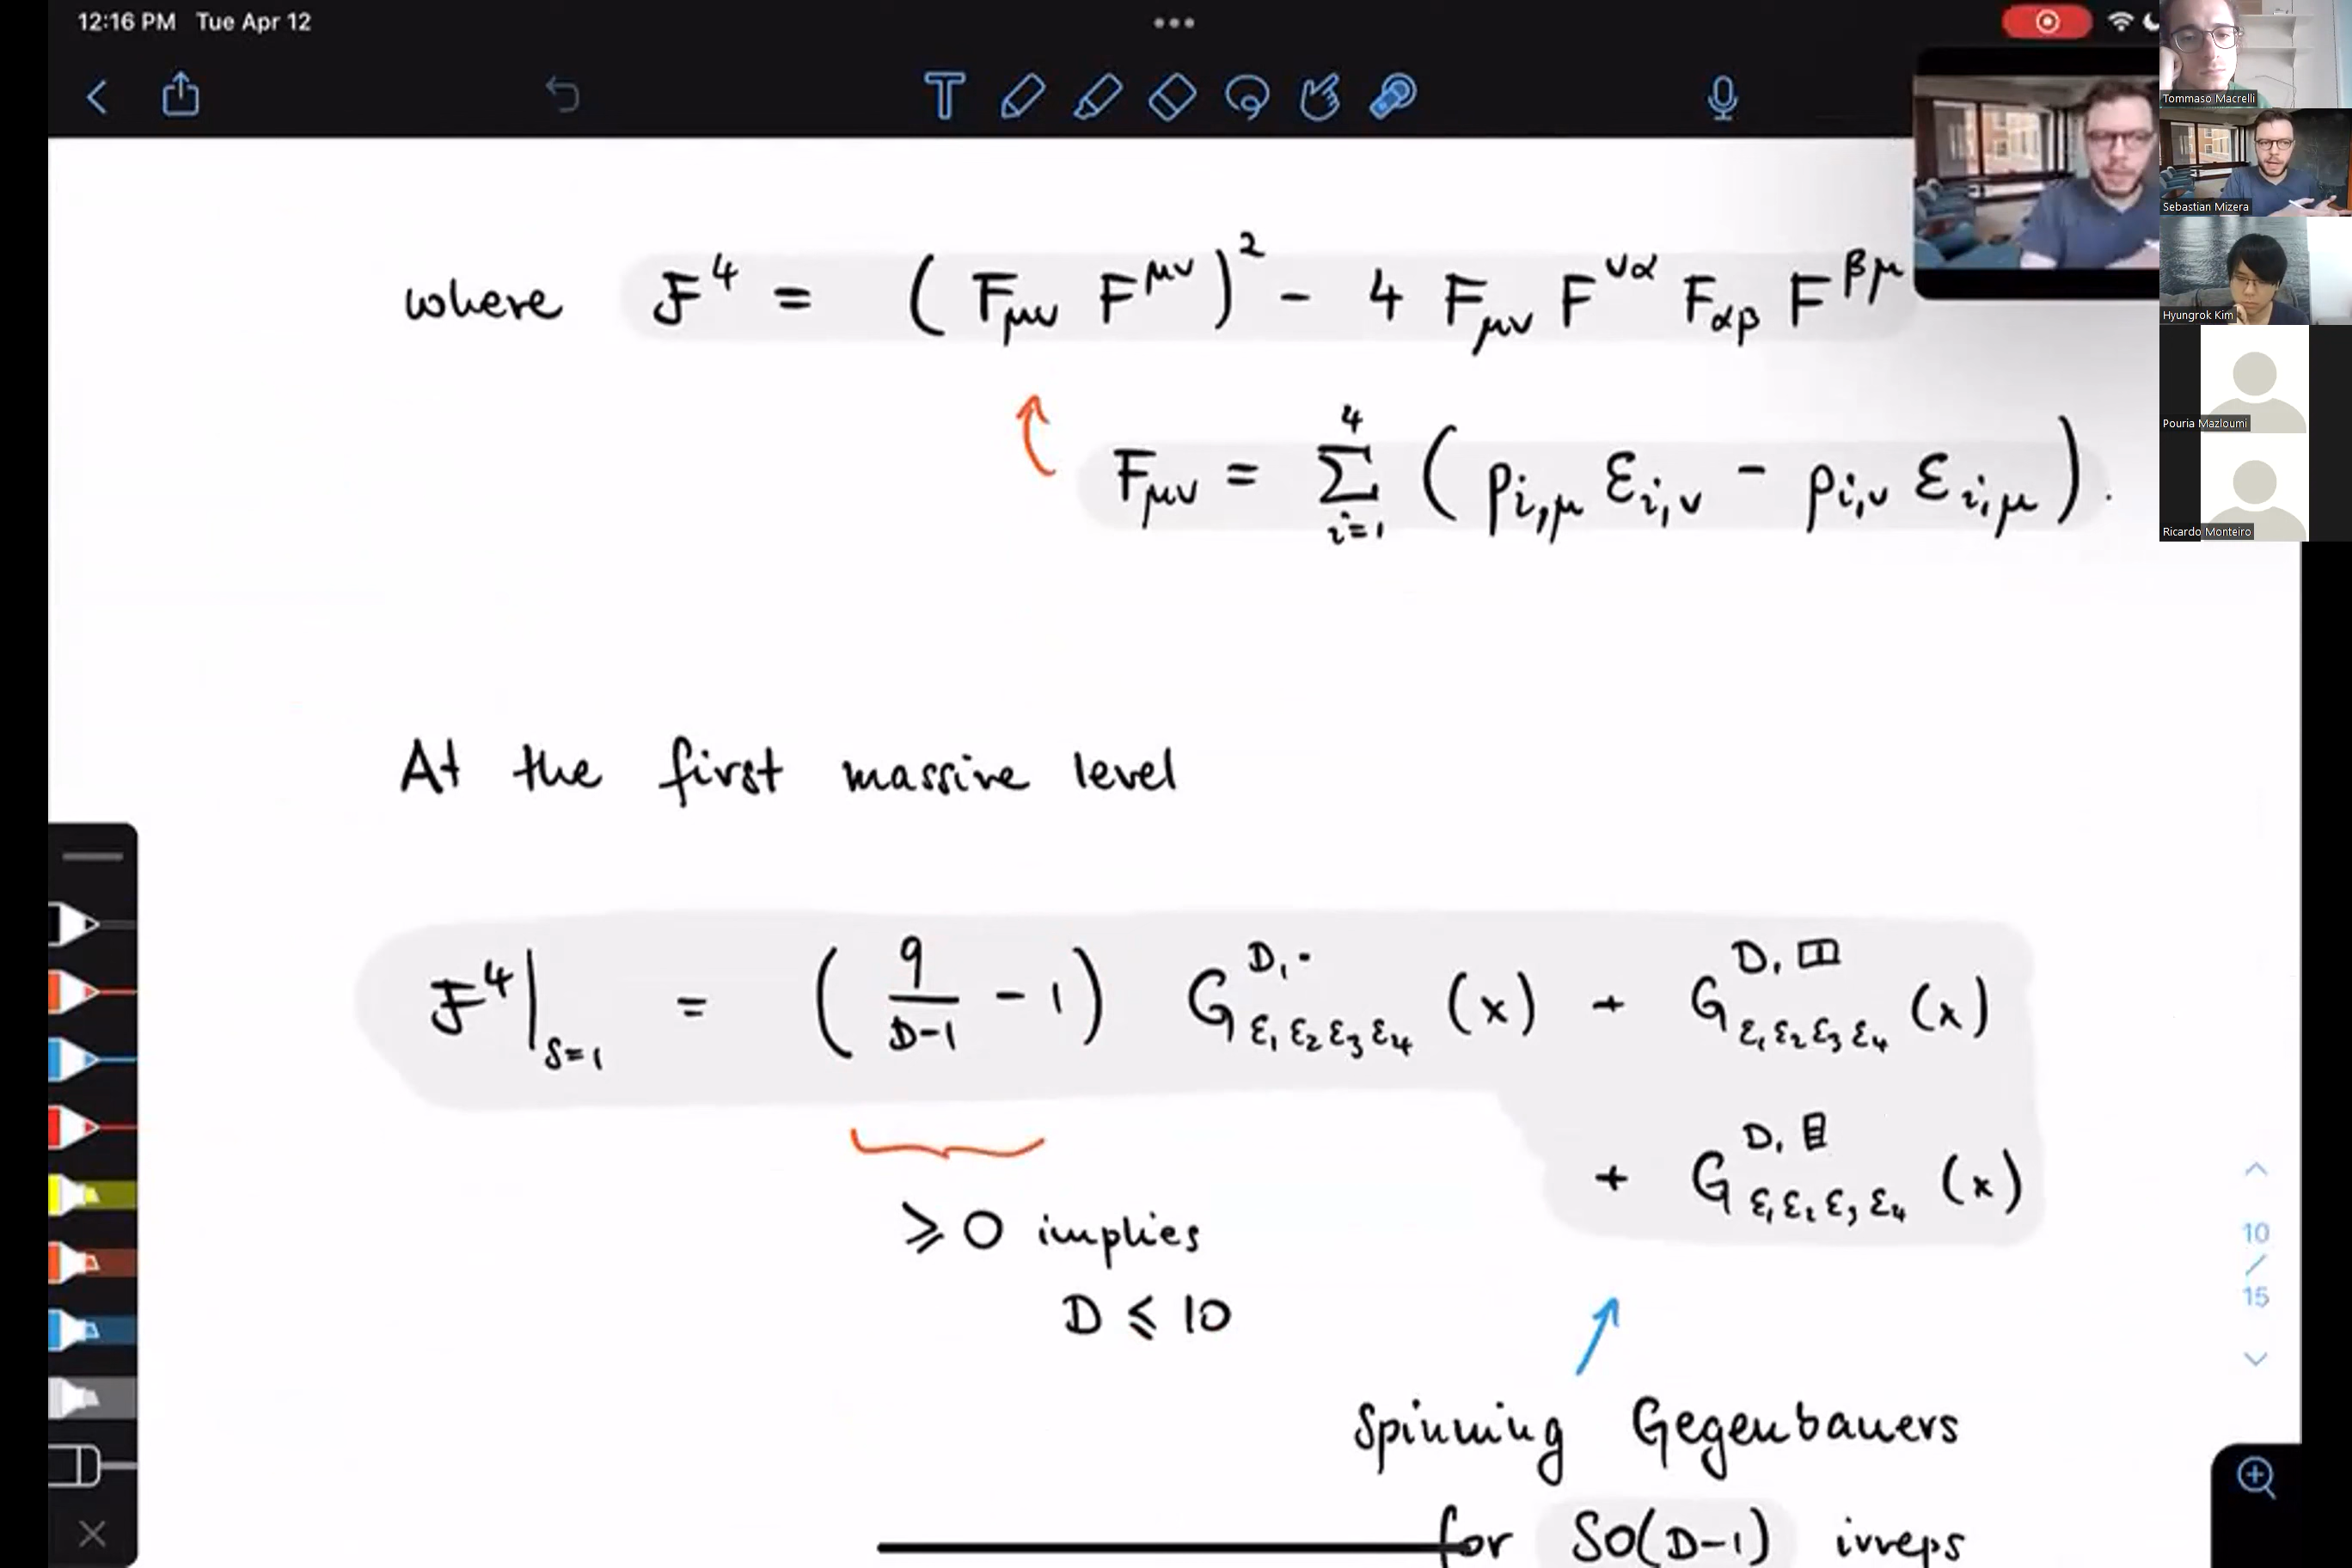 12:16 PM Tue Apr 12
Tommaso Macrelli
Sebastian Mizera
Hyungrok Kim
Pouria Mazloumi
Ricardo Monteiro
where 𝓕⁴ = (F_μν F^μν)² - 4 F_μν F^να F_αβ F^βμ
F_μν = Σ_{i=1}^{4} (p_{i,μ} ε_{i,ν} - p_{i,ν} ε_{i,μ}).
At the first massive level
𝓕⁴|_{s=1} = (9/(D-1) - 1) G^{D,·}_{ε₁ε₂ε₃ε₄}(x) + G^{D,□□}_{ε₁ε₂ε₃ε₄}(x)
+ G^{D,目}_{ε₁ε₂ε₃ε₄}(x)
≥ 0 implies
D ≤ 10
Spinning Gegenbauers
for SO(D-1) irreps
10
/
15